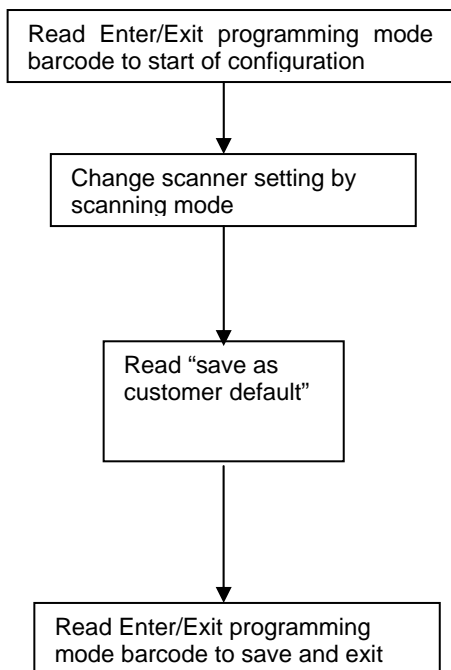 Read Enter/Exit programming mode
barcode to start of configuration
Change scanner setting by
scanning mode
Read “save as
customer default”
Read Enter/Exit programming
mode barcode to save and exit